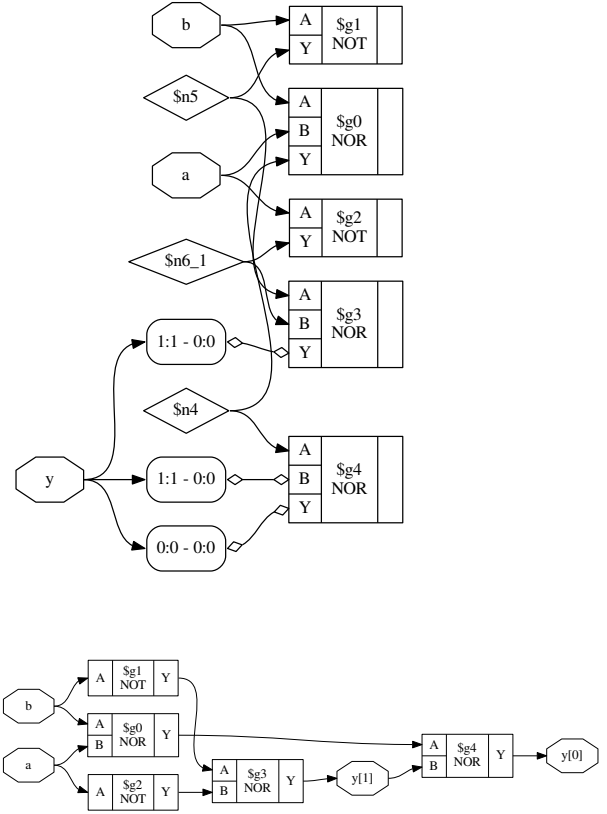 b
A
Y
$g1
NOT
$n5
A
B
Y
$g0
NOR
a
A
Y
$g2
NOT
$n6_1
A
B
Y
$g3
NOR
1:1 - 0:0
$n4
y
1:1 - 0:0
A
B
Y
$g4
NOR
0:0 - 0:0
A
$g1
NOT
Y
b
A
B
$g0
NOR
Y
a
A
$g2
NOT
Y
A
B
$g3
NOR
Y
y[1]
A
B
$g4
NOR
Y
y[0]